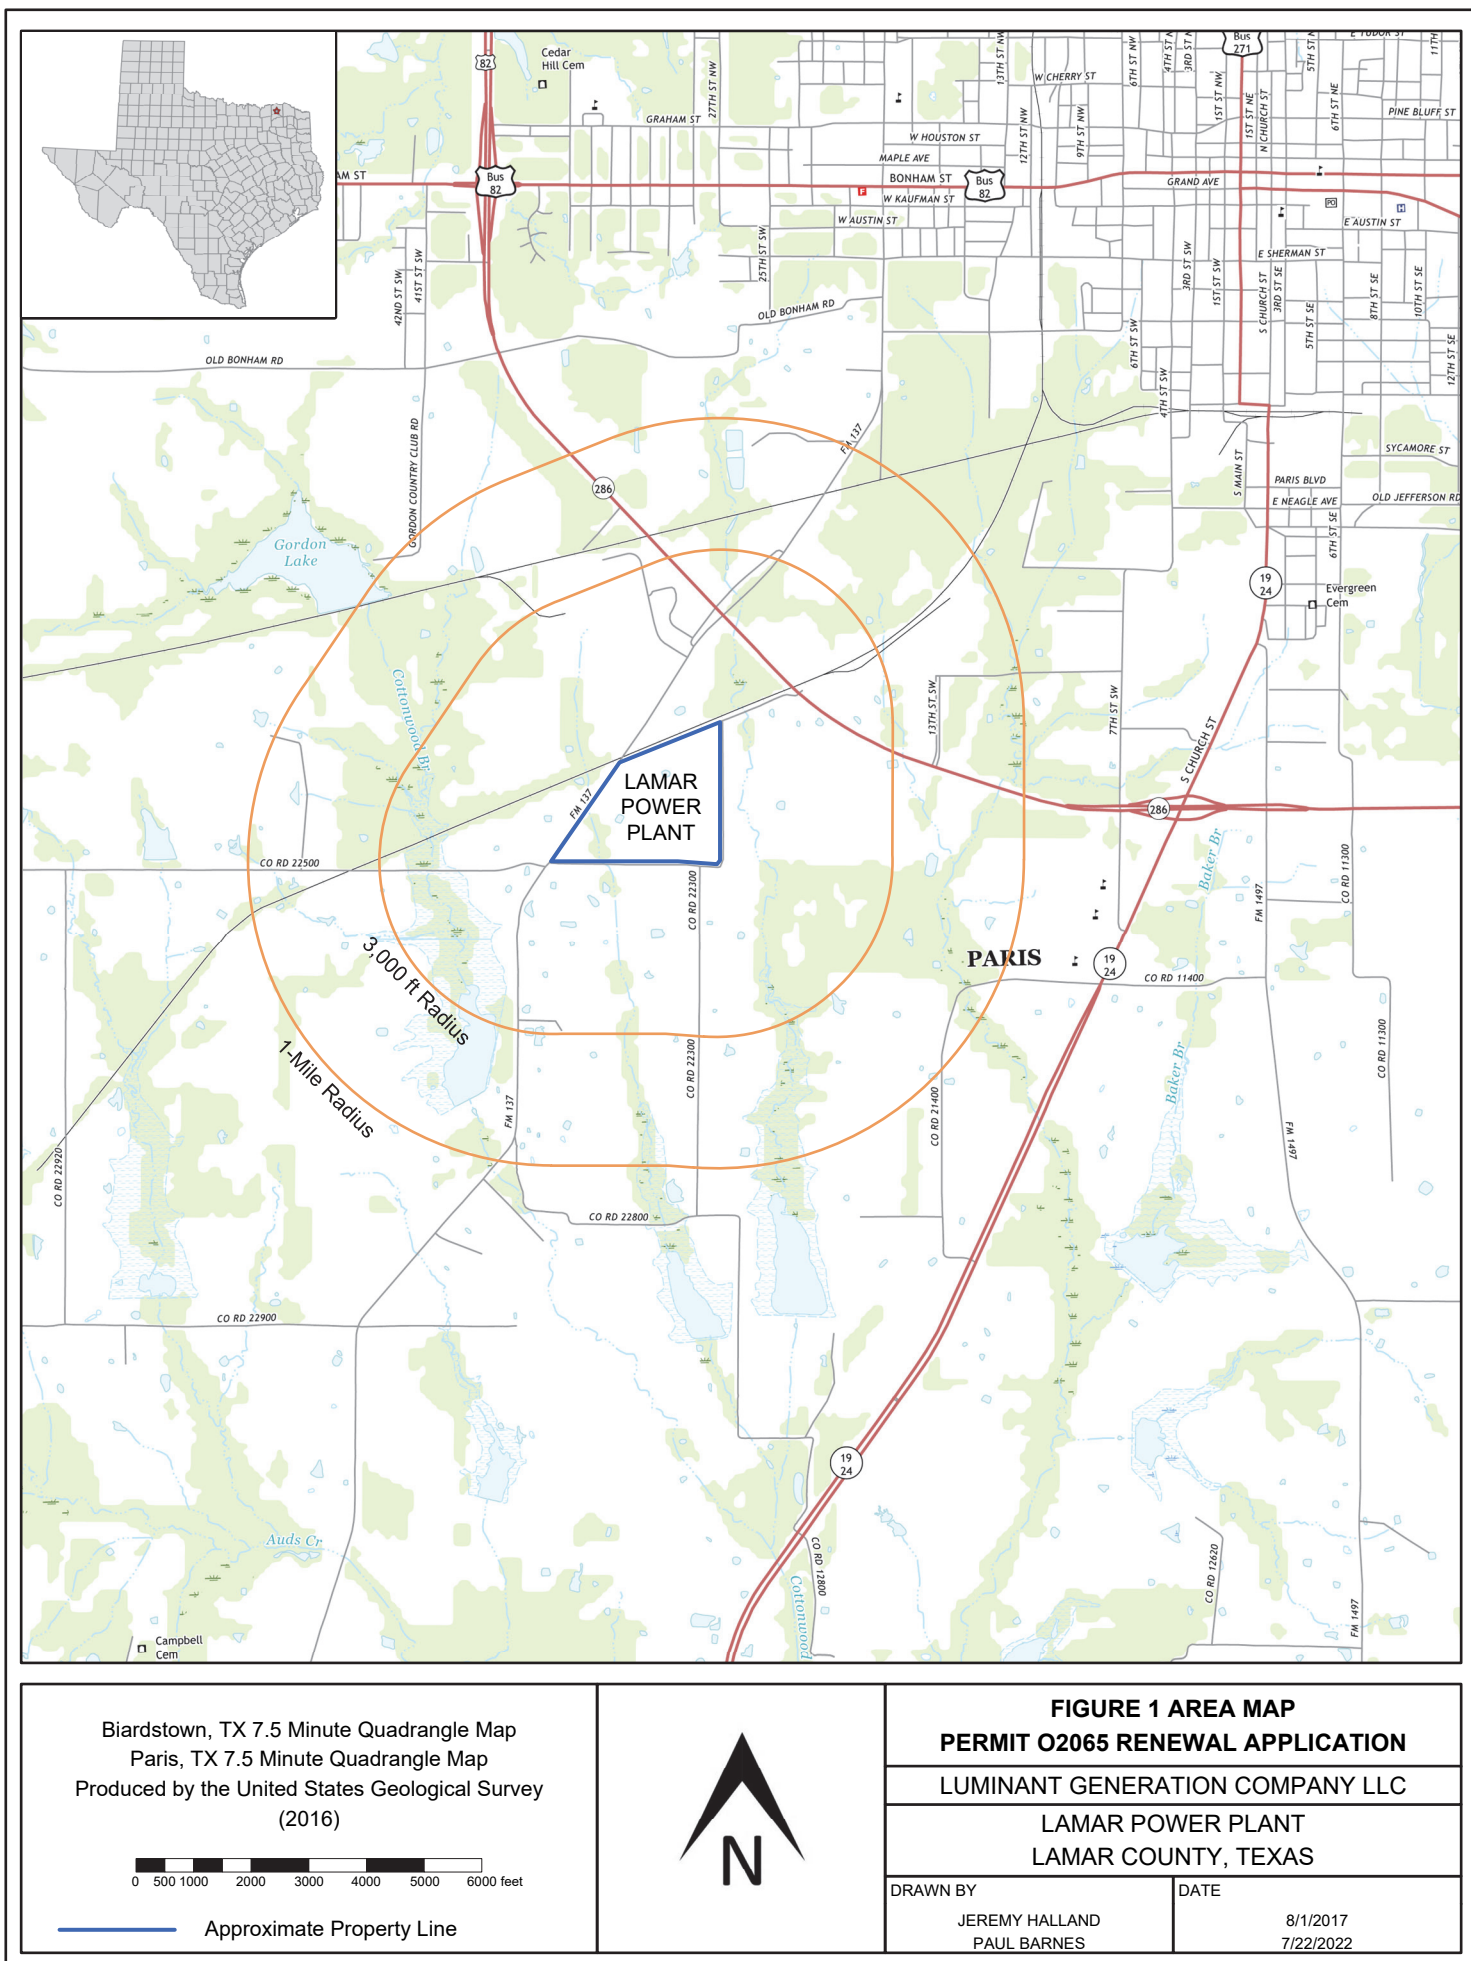 82
Cedar
Hill Cem
27TH ST NW
13TH ST NW
W CHERRY ST
6TH ST NW
4TH ST N
3RD ST N
Bus
271
5TH ST N
E TUDOR ST
11TH
GRAHAM ST
W HOUSTON ST
12TH ST NW
9TH ST NW
1ST ST NW
1ST ST NE
N CHURCH ST
6TH ST NE
PINE BLUFF ST
MAPLE AVE
AM ST
Bus
82
BONHAM ST
Bus
82
GRAND AVE
F
W KAUFMAN ST
PO
H
W AUSTIN ST
E AUSTIN ST
42ND ST SW
41ST ST SW
25TH ST SW
3RD ST SW
1ST ST SW
E SHERMAN ST
S CHURCH ST
3RD ST SE
5TH ST SE
8TH ST SE
10TH ST SE
12TH ST SE
OLD BONHAM RD
OLD BONHAM RD
6TH ST SW
4TH ST SW
GORDON COUNTRY CLUB RD
FM 137
286
S MAIN ST
SYCAMORE ST
PARIS BLVD
E NEAGLE AVE
OLD JEFFERSON RD
6TH ST SE
Gordon
Lake
19
24
Evergreen
Cem
Cottonwood Br
13TH ST SW
7TH ST SW
S CHURCH ST
LAMAR
POWER
PLANT
FM 137
286
CO RD 22500
Baker Br
CO RD 22300
FM 1497
CO RD 11300
PARIS
19
24
CO RD 11400
3,000 ft Radius
1-Mile Radius
CO RD 22300
CO RD 11300
Baker Br
FM 137
CO RD 21400
FM 1497
CO RD 22920
CO RD 22800
CO RD 22900
19
24
Auds Cr
CO RD 12800
Cottonwood
CO RD 12620
FM 1497
Campbell
Cem
Biardstown, TX 7.5 Minute Quadrangle Map
Paris, TX 7.5 Minute Quadrangle Map
Produced by the United States Geological Survey
(2016)
0 500 1000 2000 3000 4000 5000 6000 feet
Approximate Property Line
N
FIGURE 1 AREA MAP
PERMIT O2065 RENEWAL APPLICATION
LUMINANT GENERATION COMPANY LLC
LAMAR POWER PLANT
LAMAR COUNTY, TEXAS
DRAWN BY
JEREMY HALLAND
PAUL BARNES
DATE
8/1/2017
7/22/2022